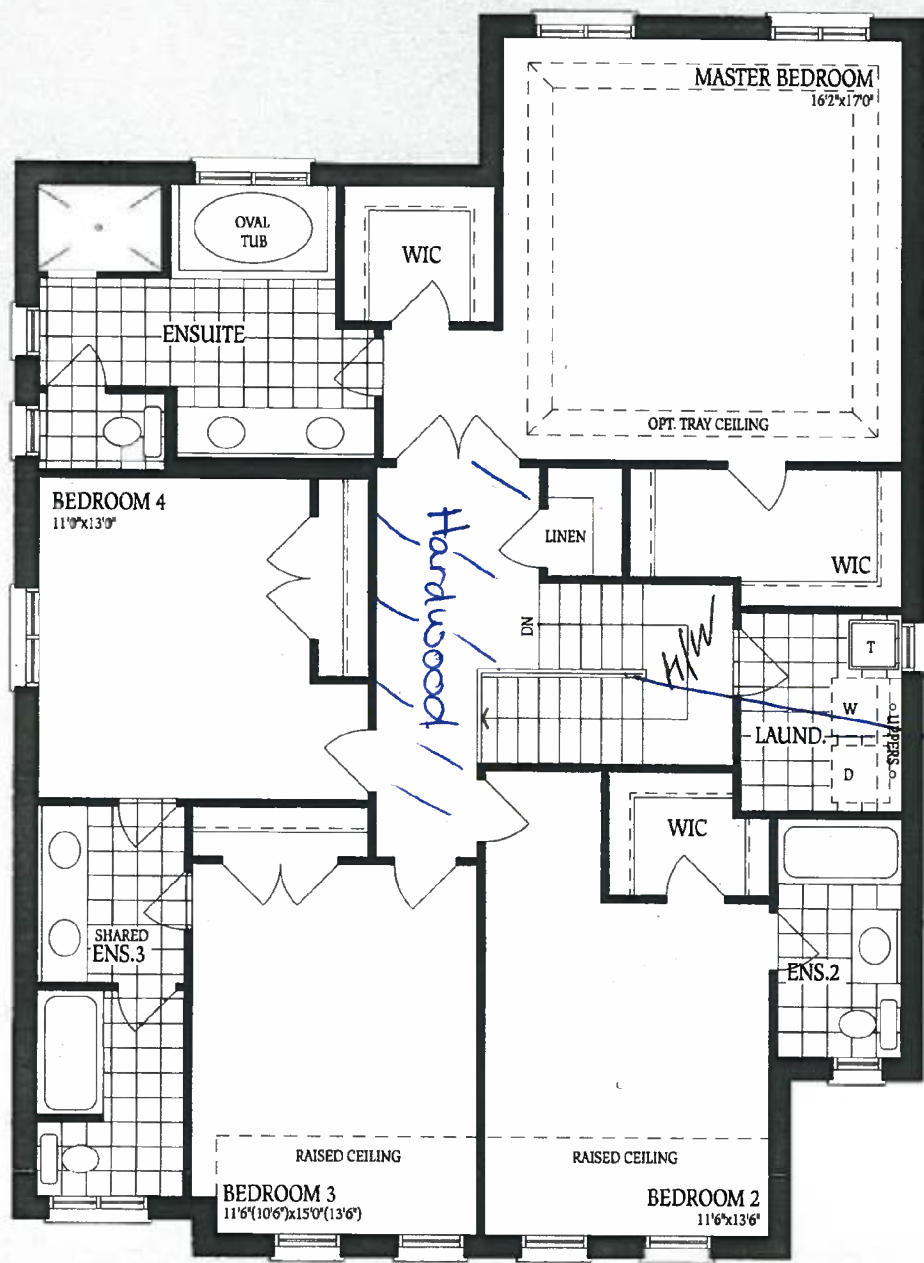 MASTER BEDROOM
16'2"x17'0"
OVAL
TUB
WIC
ENSUITE
OPT. TRAY CEILING
BEDROOM 4
11'0"x13'0"
Hardwood
LINEN
WIC
DN
H/W
T
W
UPPERS
LAUND.
D
WIC
SHARED
ENS.3
ENS.2
RAISED CEILING
RAISED CEILING
BEDROOM 3
11'6"(10'6")x15'0"(13'6")
BEDROOM 2
11'6"x13'6"